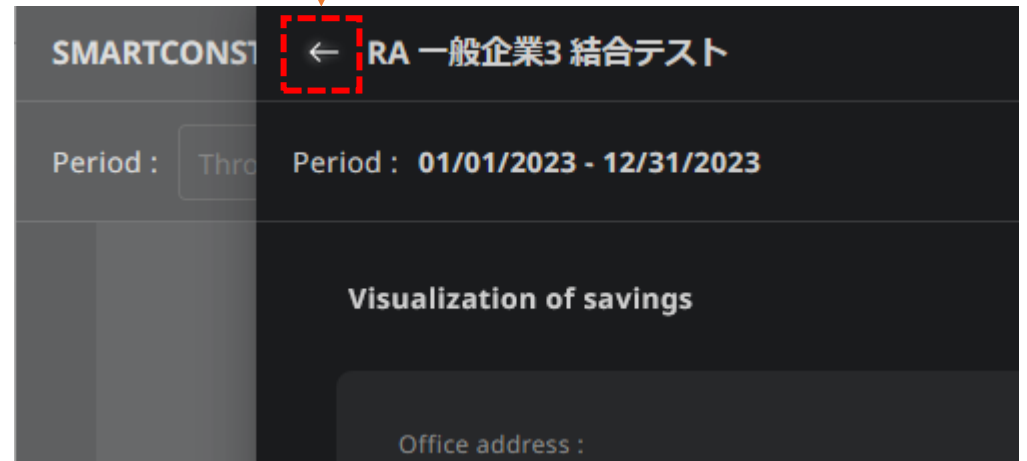 SMARTCONST
← RA 一般企業3 結合テスト
Period : Thro
Period : 01/01/2023 - 12/31/2023
Visualization of savings
Office address :